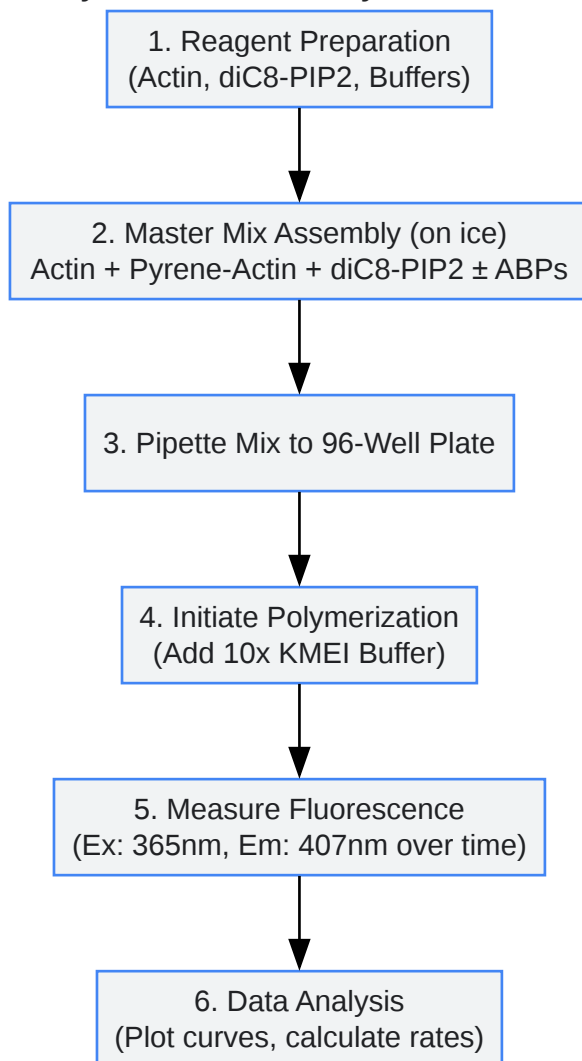 1. Reagent Preparation
(Actin, diC8-PIP2, Buffers)
2. Master Mix Assembly (on ice)
Actin + Pyrene-Actin + diC8-PIP2 ± ABPs
3. Pipette Mix to 96-Well Plate
4. Initiate Polymerization
(Add 10x KMEI Buffer)
5. Measure Fluorescence
(Ex: 365nm, Em: 407nm over time)
6. Data Analysis
(Plot curves, calculate rates)